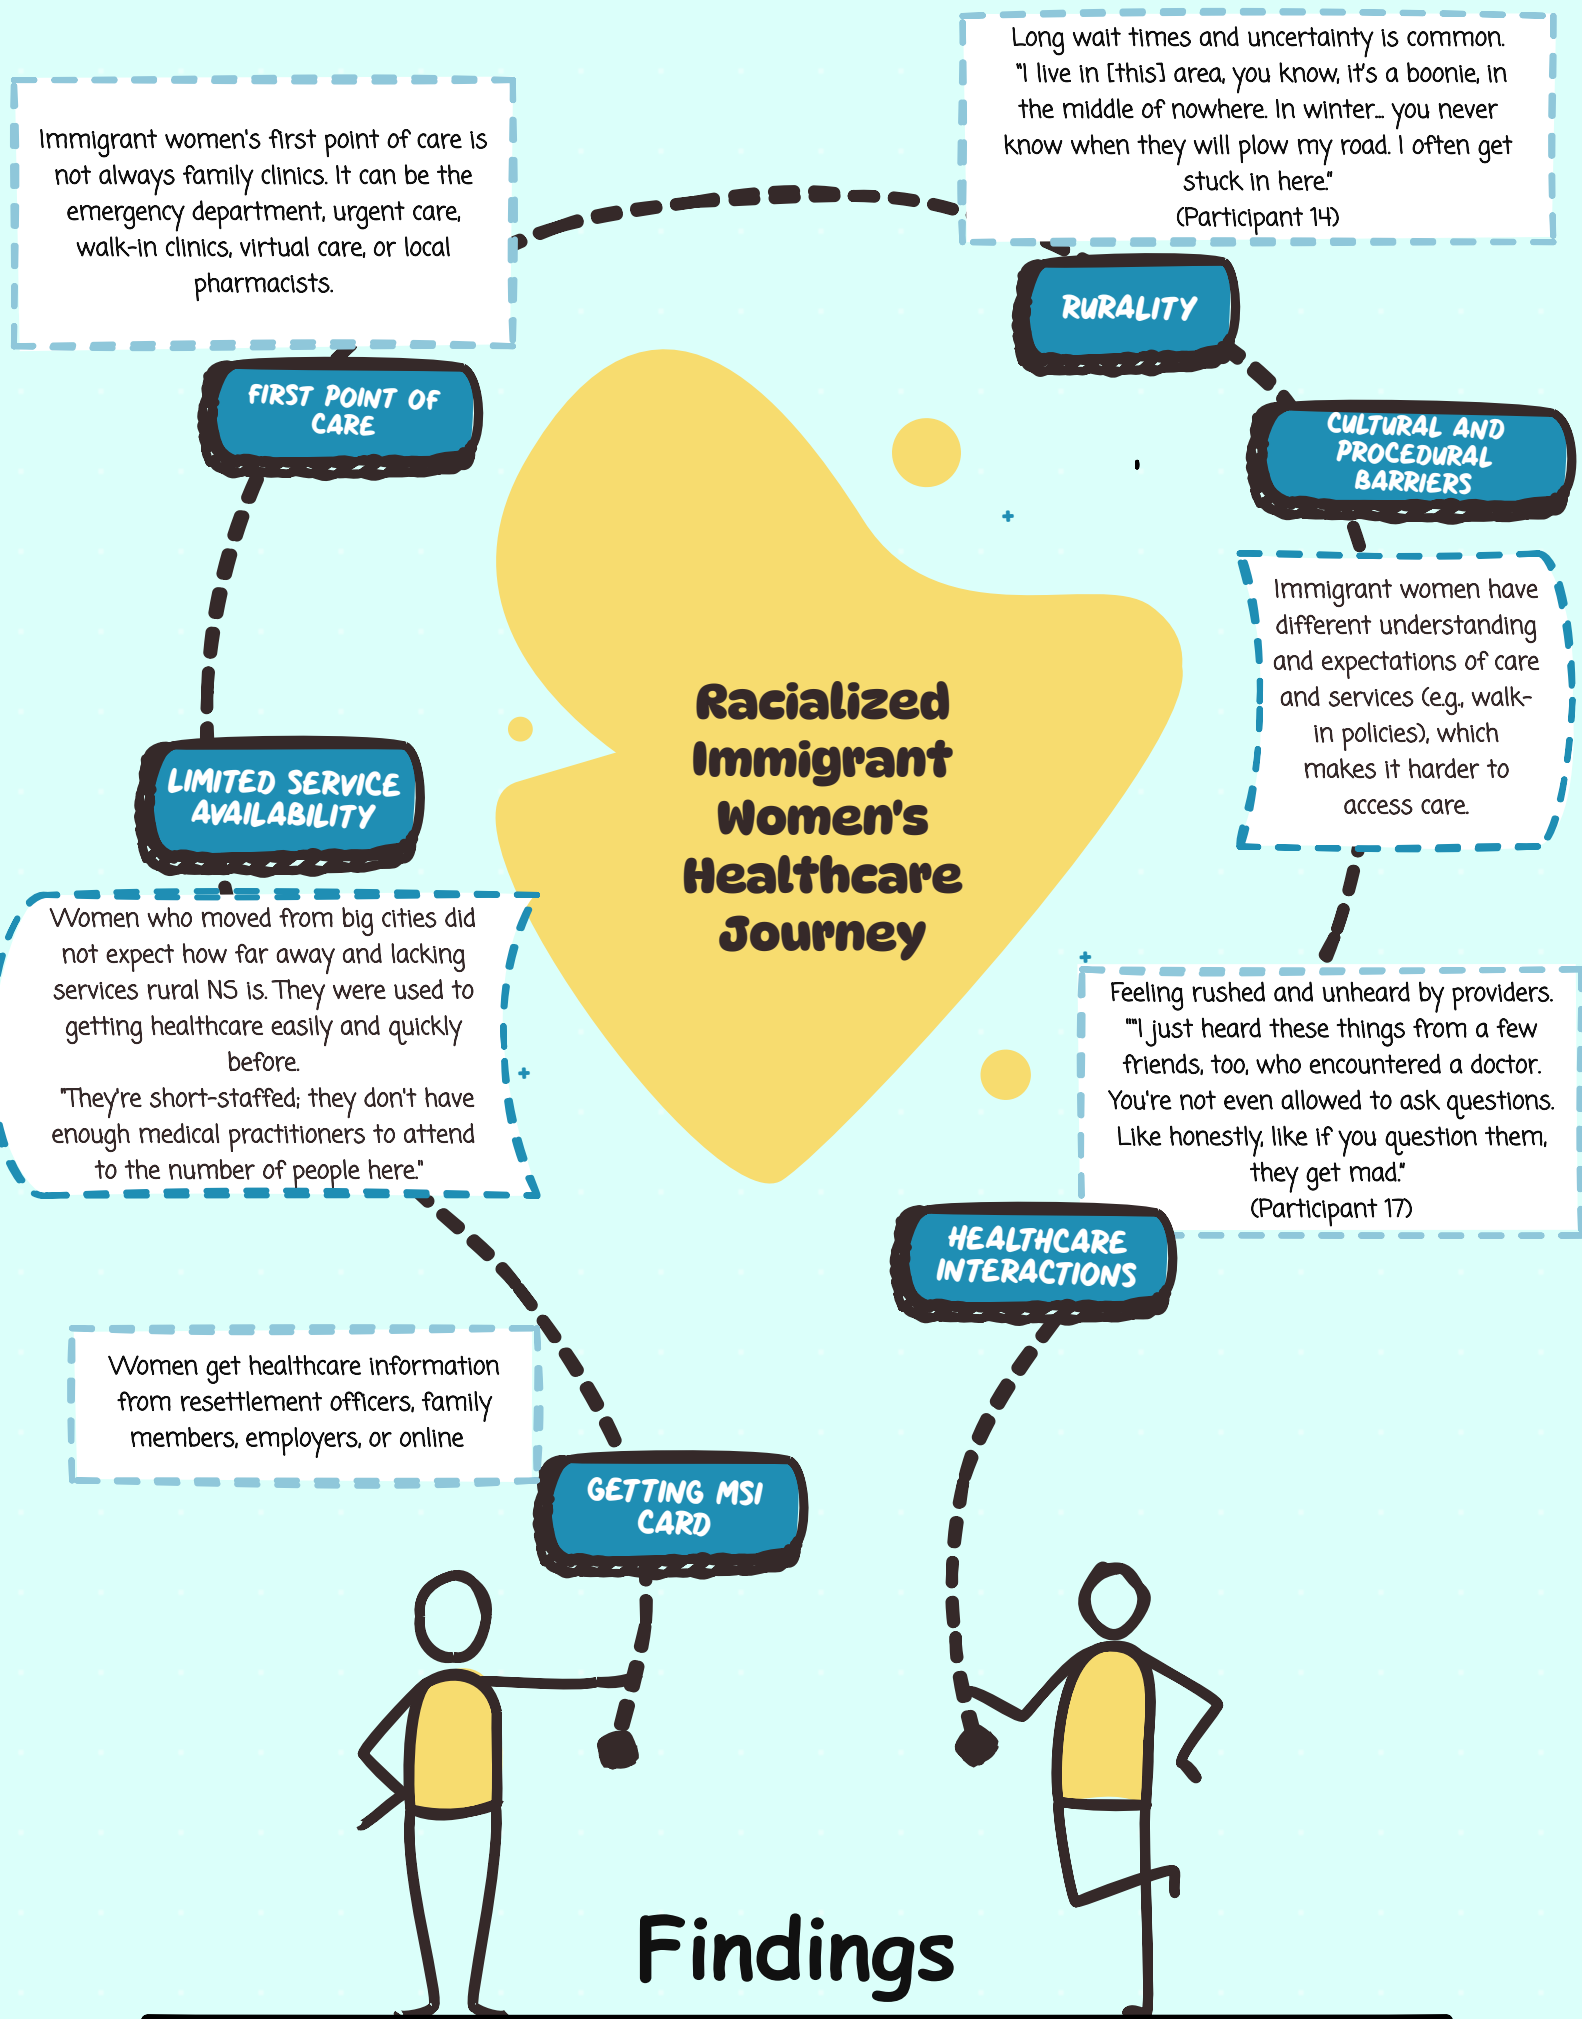 Long wait times and uncertainty is common.
"I live in [this] area, you know, it's a boonie, in
the middle of nowhere. In winter... you never
know when they will plow my road. I often get
stuck in here."
(Participant 14)
Immigrant women's first point of care is
not always family clinics. It can be the
emergency department, urgent care,
walk-in clinics, virtual care, or local
pharmacists.
RURALITY
FIRST POINT OF
CARE
CULTURAL AND
PROCEDURAL
BARRIERS
Immigrant women have
different understanding
and expectations of care
and services (e.g., walk-
in policies), which
makes it harder to
access care.
Racialized
Immigrant
Women's
Healthcare
Journey
LIMITED SERVICE
AVAILABILITY
Women who moved from big cities did
not expect how far away and lacking
services rural NS is. They were used to
getting healthcare easily and quickly
before.
"They're short-staffed; they don't have
enough medical practitioners to attend
to the number of people here."
Feeling rushed and unheard by providers.
""I just heard these things from a few
friends, too, who encountered a doctor.
You're not even allowed to ask questions.
Like honestly, like if you question them,
they get mad."
(Participant 17)
HEALTHCARE
INTERACTIONS
Women get healthcare information
from resettlement officers, family
members, employers, or online
GETTING MSI
CARD
Findings